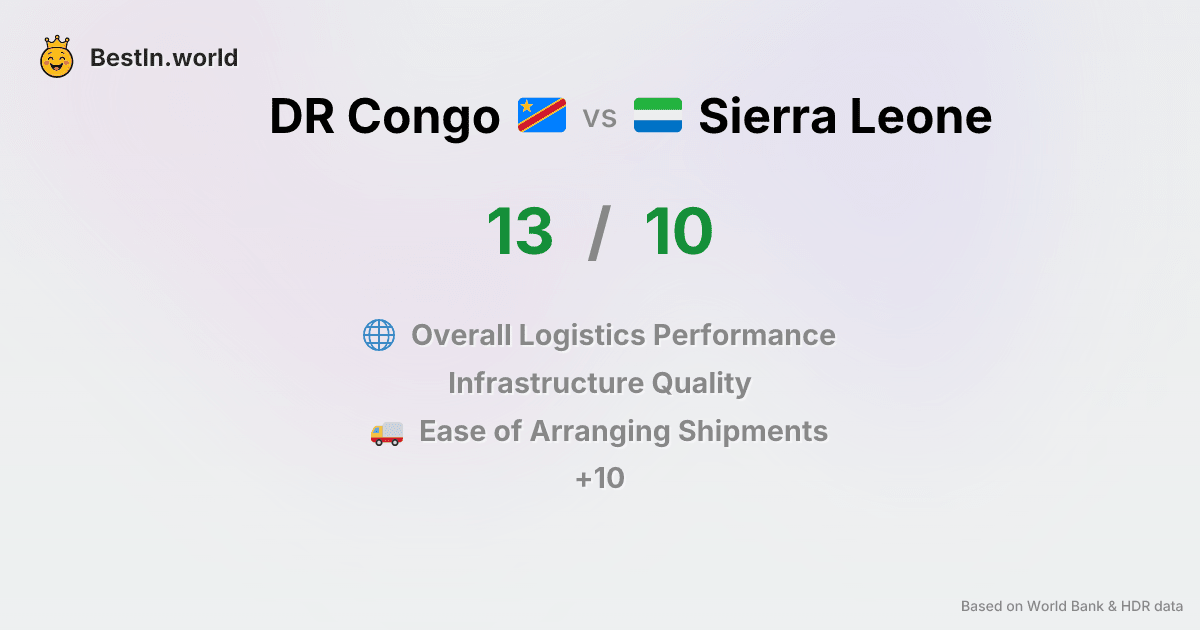 BestIn.world
DR Congo vs Sierra Leone
13 / 10
Overall Logistics Performance
Infrastructure Quality
Ease of Arranging Shipments
+10
Based on World Bank & HDR data